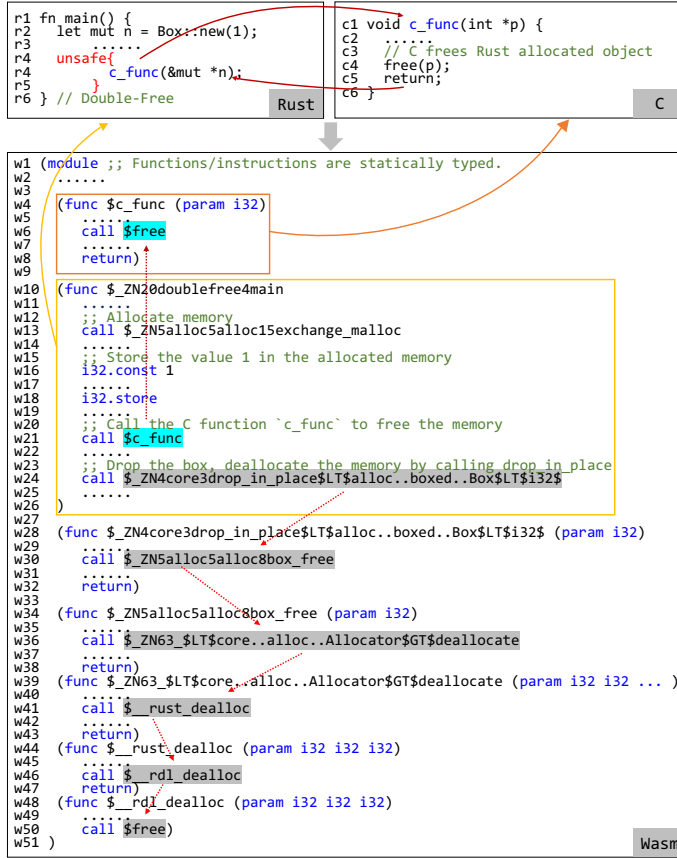 r1 fn main() {
r2 let mut n = Box::new(1);
r3 ......
r4 unsafe{
r4 c_func(&mut *n);
r5 }
r6 } // Double-Free
Rust
c1 void c_func(int *p) {
c2 ......
c3 // C frees Rust allocated object
c4 free(p);
c5 return;
c6 }
C
w1 (module ;; Functions/instructions are statically typed.
w2 ......
w3
w4 (func $c_func (param i32)
w5 ......
w6 call $free
w7 ......
w8 return)
w9
w10 (func $_ZN20doublefree4main
w11 ......
w12 ;; Allocate memory
w13 call $_ZN5alloc5alloc15exchange_malloc
w14 ......
w15 ;; Store the value 1 in the allocated memory
w16 i32.const 1
w17 ......
w18 i32.store
w19 ......
w20 ;; Call the C function `c_func` to free the memory
w21 call $c_func
w22 ......
w23 ;; Drop the box, deallocate the memory by calling drop_in_place
w24 call $_ZN4core3drop_in_place$LT$alloc..boxed..Box$LT$i32$
w25 ......
w26 )
w27
w28 (func $_ZN4core3drop_in_place$LT$alloc..boxed..Box$LT$i32$ (param i32)
w29 ......
w30 call $_ZN5alloc5alloc8box_free
w31 ......
w32 return)
w33
w34 (func $_ZN5alloc5alloc8box_free (param i32)
w35 ......
w36 call $_ZN63_$LT$core..alloc..Allocator$GT$deallocate
w37 ......
w38 return)
w39 (func $_ZN63_$LT$core..alloc..Allocator$GT$deallocate (param i32 i32 ... )
w40 ......
w41 call $__rust_dealloc
w42 ......
w43 return)
w44 (func $__rust_dealloc (param i32 i32 i32)
w45 ......
w46 call $__rdl_dealloc
w47 return)
w48 (func $__rdl_dealloc (param i32 i32 i32)
w49 ......
w50 call $free)
w51 )
Wasm